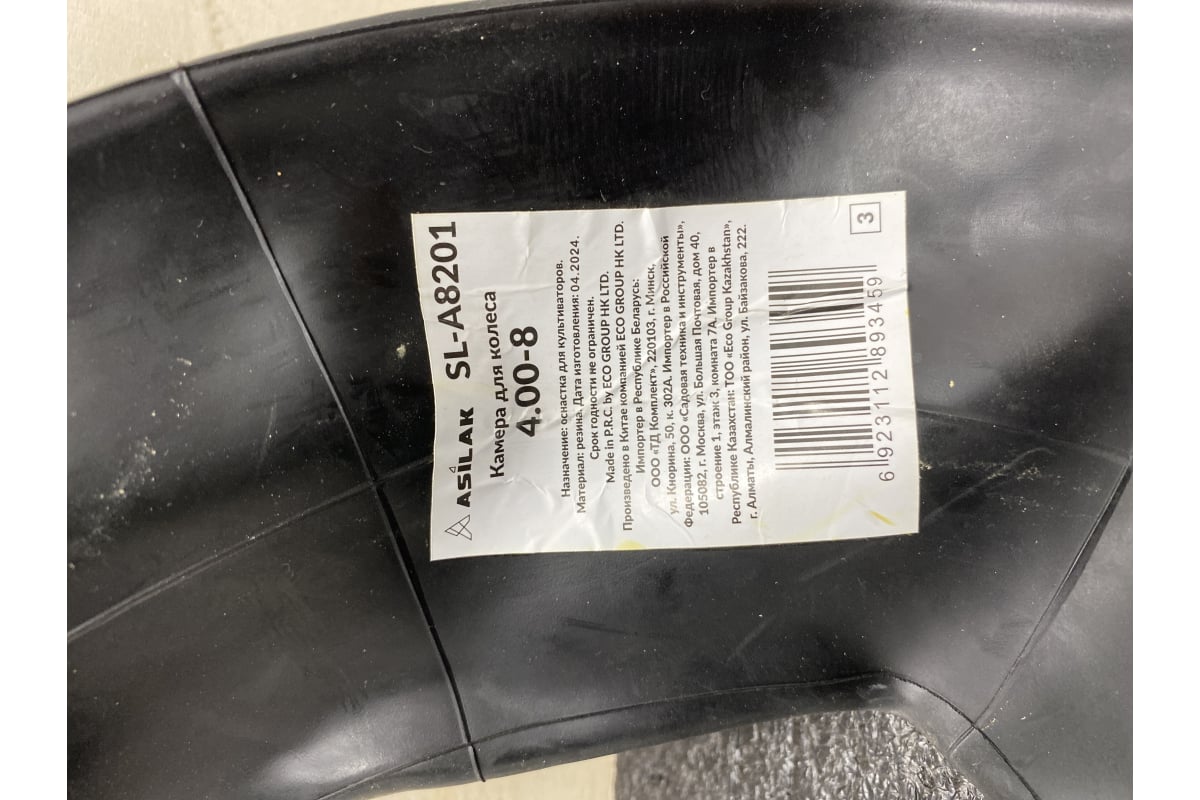 ASILAK SL-A8201
Камера для колеса
4.00-8
Назначение: оснастка для культиваторов.
Материал: резина. Дата изготовления: 04.2024.
Срок годности не ограничен.
Made in P.R.C. by ECO GROUP HK LTD.
Произведено в Китае компанией ECO GROUP HK LTD.
Импортер в Республике Беларусь:
ООО «ТД Комплект», 220103, г. Минск,
ул. Кнорина, 50, к. 302А. Импортер в Российской
Федерации: ООО «Садовая техника и инструменты»,
105082, г. Москва, ул. Большая Почтовая, дом 40,
строение 1, этаж 3, комната 7А. Импортер в
Республике Казахстан: ТОО «Eco Group Kazakhstan»,
г. Алматы, Алмалинский район, ул. Байзакова, 222.
6 923112 893459
3